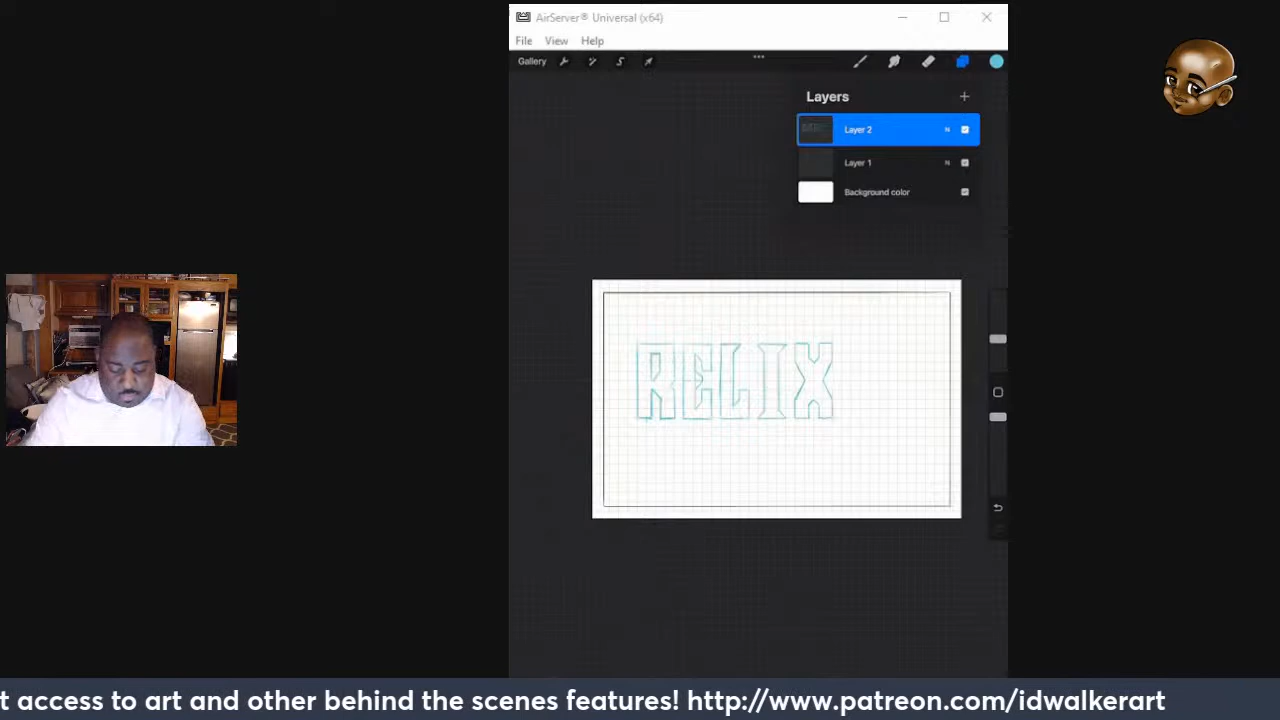 AirServer® Universal (x64)
File View Help
Gallery
Layers
Layer 2 N
Layer 1 N
Background color
RELIX
t access to art and other behind the scenes features! http://www.patreon.com/idwalkerart